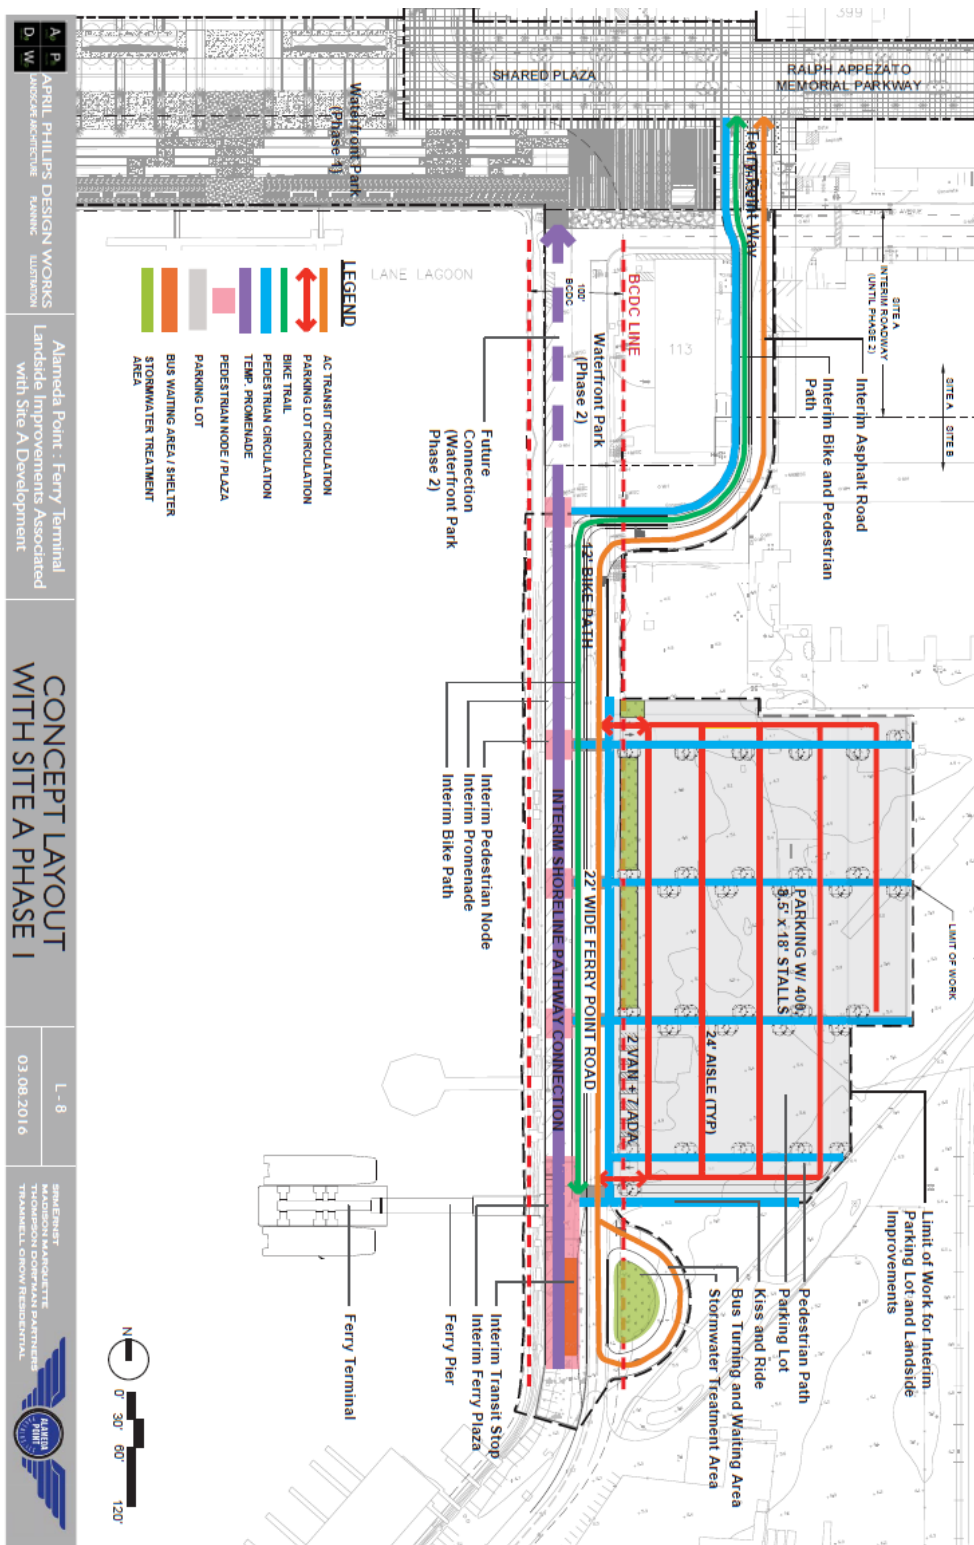 399
SHARED PLAZA
RALPH APPEZATO
MEMORIAL PARKWAY
Waterfront Park
(Phase 1)
Ferry Point Way
SITE A
INTERIM ROADWAY
(UNTIL PHASE 2)
SITE A
SITE B
Interim Asphalt Road
Interim Bike and Pedestrian
Path
113
BCDC LINE
100'
BCDC
Waterfront Park
(Phase 2)
LANE LAGOON
Future
Connection
(Waterfront Park
Phase 2)
LEGEND
AC TRANSIT CIRCULATION
PARKING LOT CIRCULATION
BIKE TRAIL
PEDESTRIAN CIRCULATION
TEMP. PROMENADE
PEDESTRIAN NODE / PLAZA
PARKING LOT
BUS WAITING AREA / SHELTER
STORMWATER TREATMENT
AREA
12' BIKE PATH
Interim Pedestrian Node
Interim Promenade
Interim Bike Path
INTERIM SHORELINE PATHWAY CONNECTION
22' WIDE FERRY POINT ROAD
PARKING W/ 400,
8.5' x 18' STALLS
LIMIT OF WORK
24' AISLE (TYP)
2 VAN + 7 ADA
Limit of Work for Interim
Parking Lot and Landside
Improvements
Pedestrian Path
Parking Lot
Kiss and Ride
Bus Turning and Waiting Area
Stormwater Treatment Area
Interim Transit Stop
Interim Ferry Plaza
Ferry Pier
Ferry Terminal
N
0' 30' 60' 120'
A. P.
D. W.
APRIL PHILIPS DESIGN WORKS
LANDSCAPE ARCHITECTURE PLANNING ILLUSTRATION
Alameda Point : Ferry Terminal
Landside Improvements Associated
with Site A Development
CONCEPT LAYOUT
WITH SITE A PHASE I
L - 8
03.08.2016
SRMERNST
MADISON MARQUETTE
THOMPSON DORFMAN PARTNERS
TRAMMELL CROW RESIDENTIAL
ALAMEDA
POINT